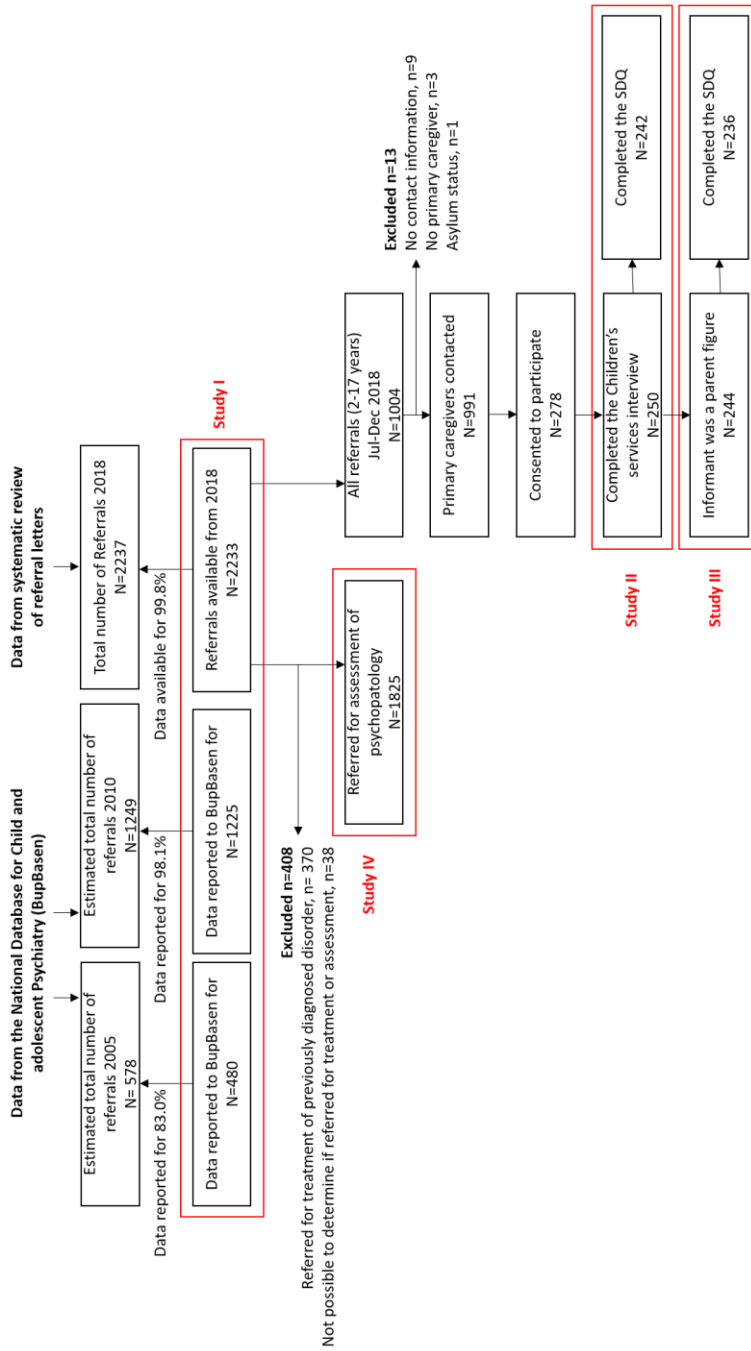 Data from the National Database for Child and
adolescent Psychiatry (BupBasen)
Data from systematic review
of referral letters
Estimated total number of
referrals 2005
N= 578
Estimated total number of
referrals 2010
N=1249
Total number of Referrals 2018
N=2237
Data reported for 83.0%
Data reported for 98.1%
Data available for 99.8%
Study I
Data reported to BupBasen for
N=480
Data reported to BupBasen for
N=1225
Referrals available from 2018
N=2233
Excluded n=408
Referred for treatment of previously diagnosed disorder, n= 370
Not possible to determine if referred for treatment or assessment, n=38
Study IV
Referred for assessment of
psychopatology
N=1825
All referrals (2-17 years)
Jul-Dec 2018
N=1004
Excluded n=13
No contact information, n=9
No primary caregiver, n=3
Asylum status, n=1
Primary caregivers contacted
N=991
Consented to participate
N=278
Study II
Completed the Children’s
services interview
N=250
Completed the SDQ
N=242
Study III
Informant was a parent figure
N=244
Completed the SDQ
N=236